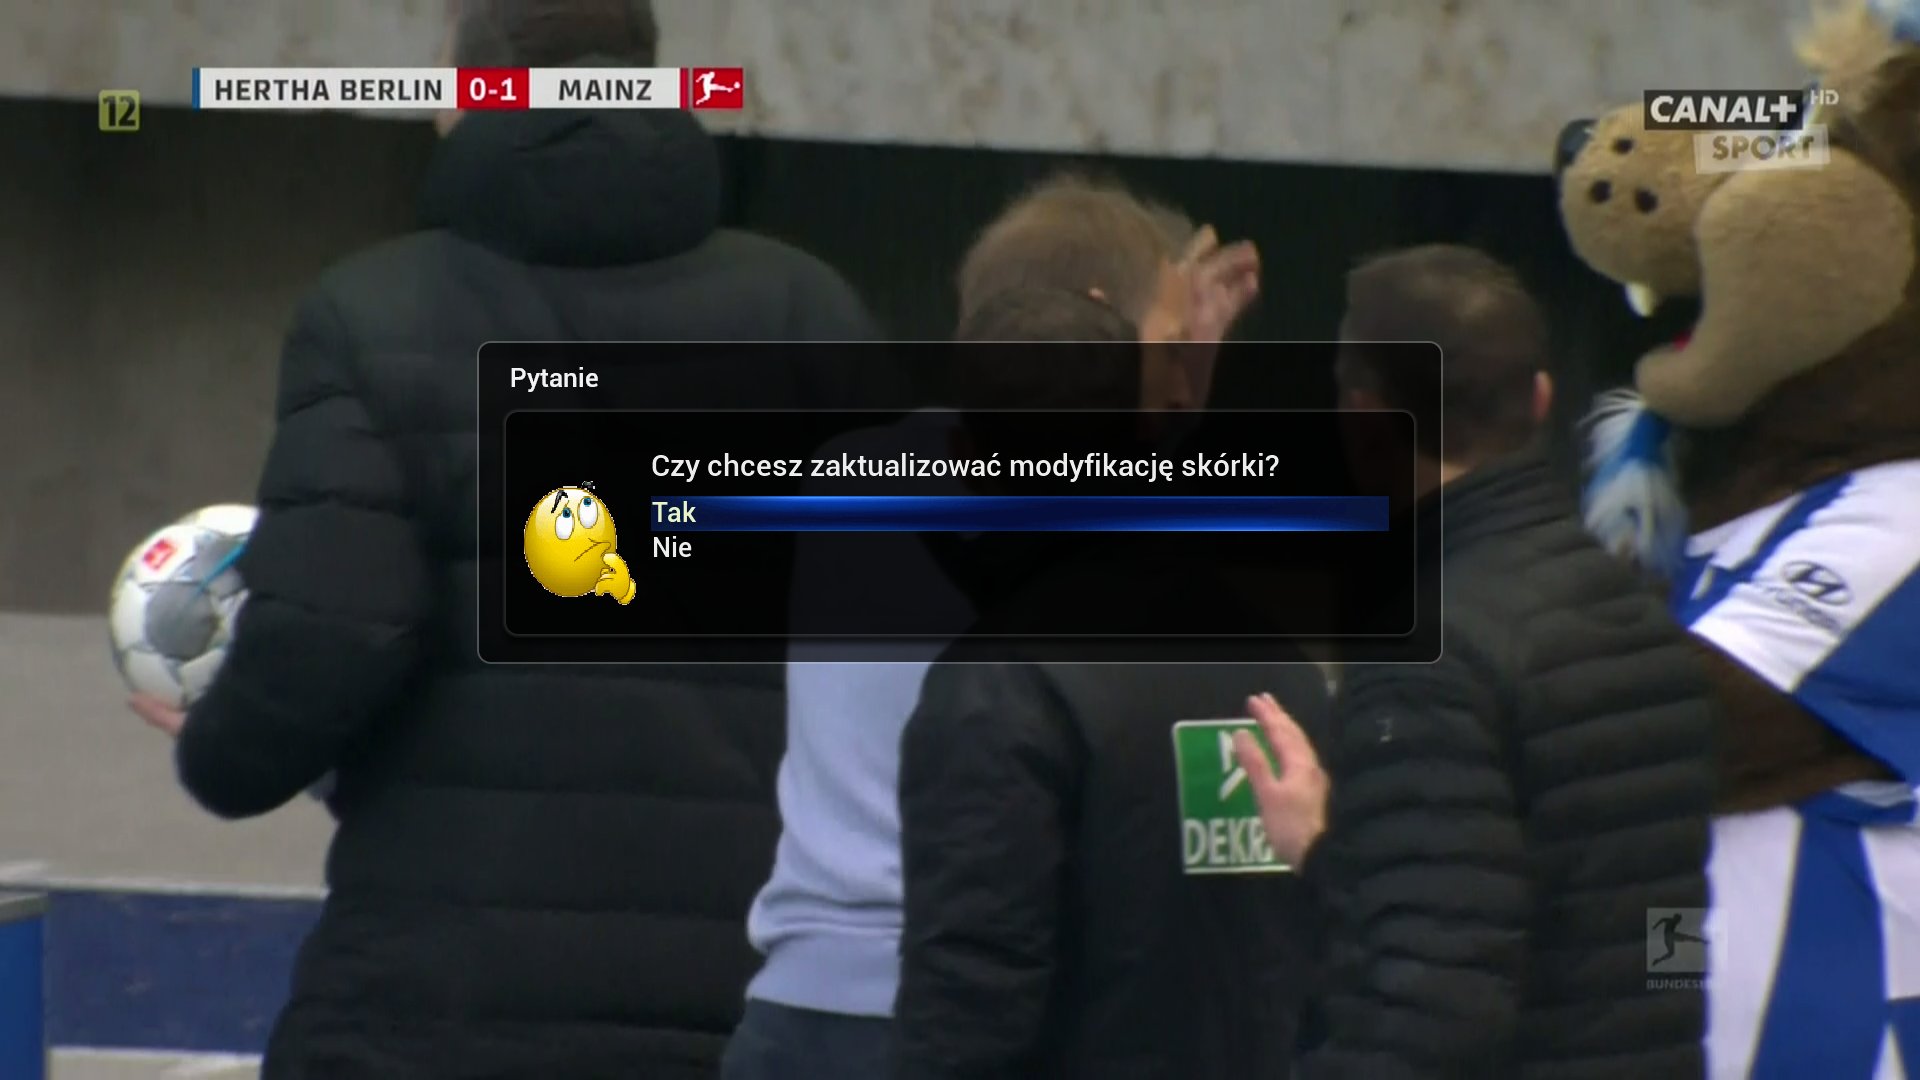 HERTHA BERLIN 0-1 MAINZ
12
CANAL+ HD
SPORT
Pytanie
Czy chcesz zaktualizować modyfikację skórki?
Tak
Nie